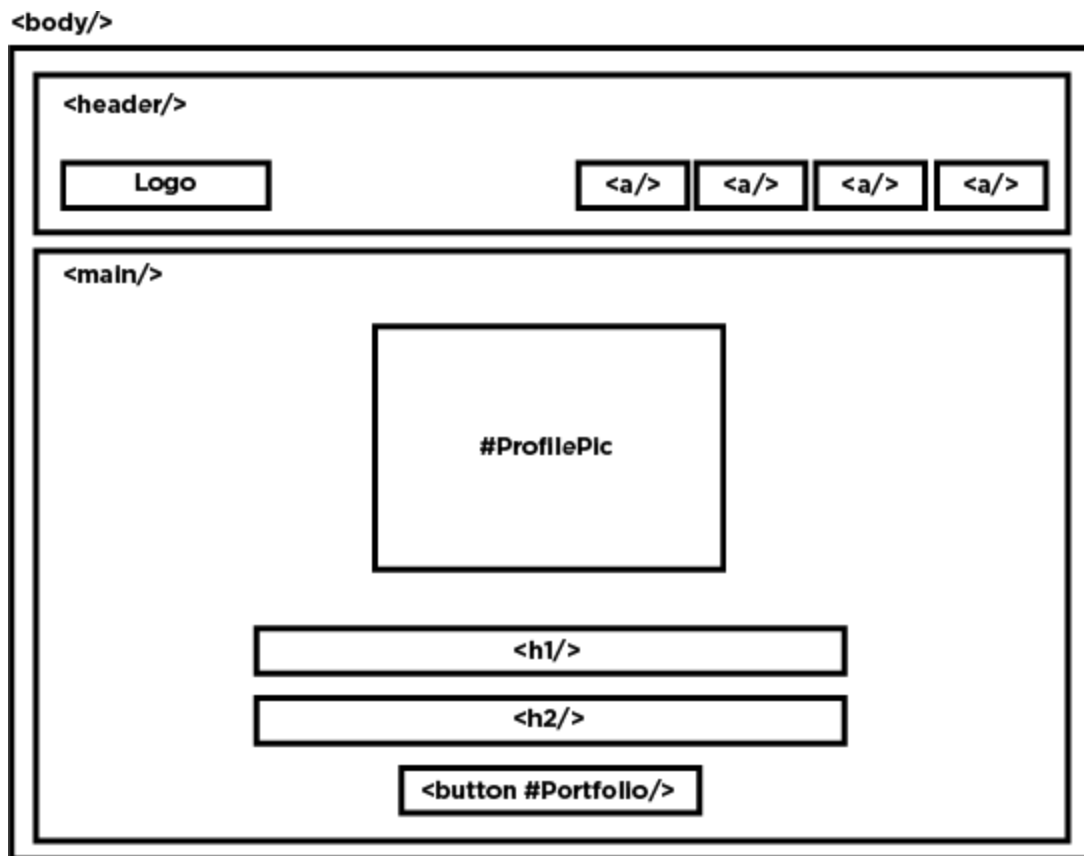 <body/>
<header/>
Logo <a/> <a/> <a/> <a/>
<main/>
#ProfilePic
<h1/>
<h2/>
<button #Portfolio/>